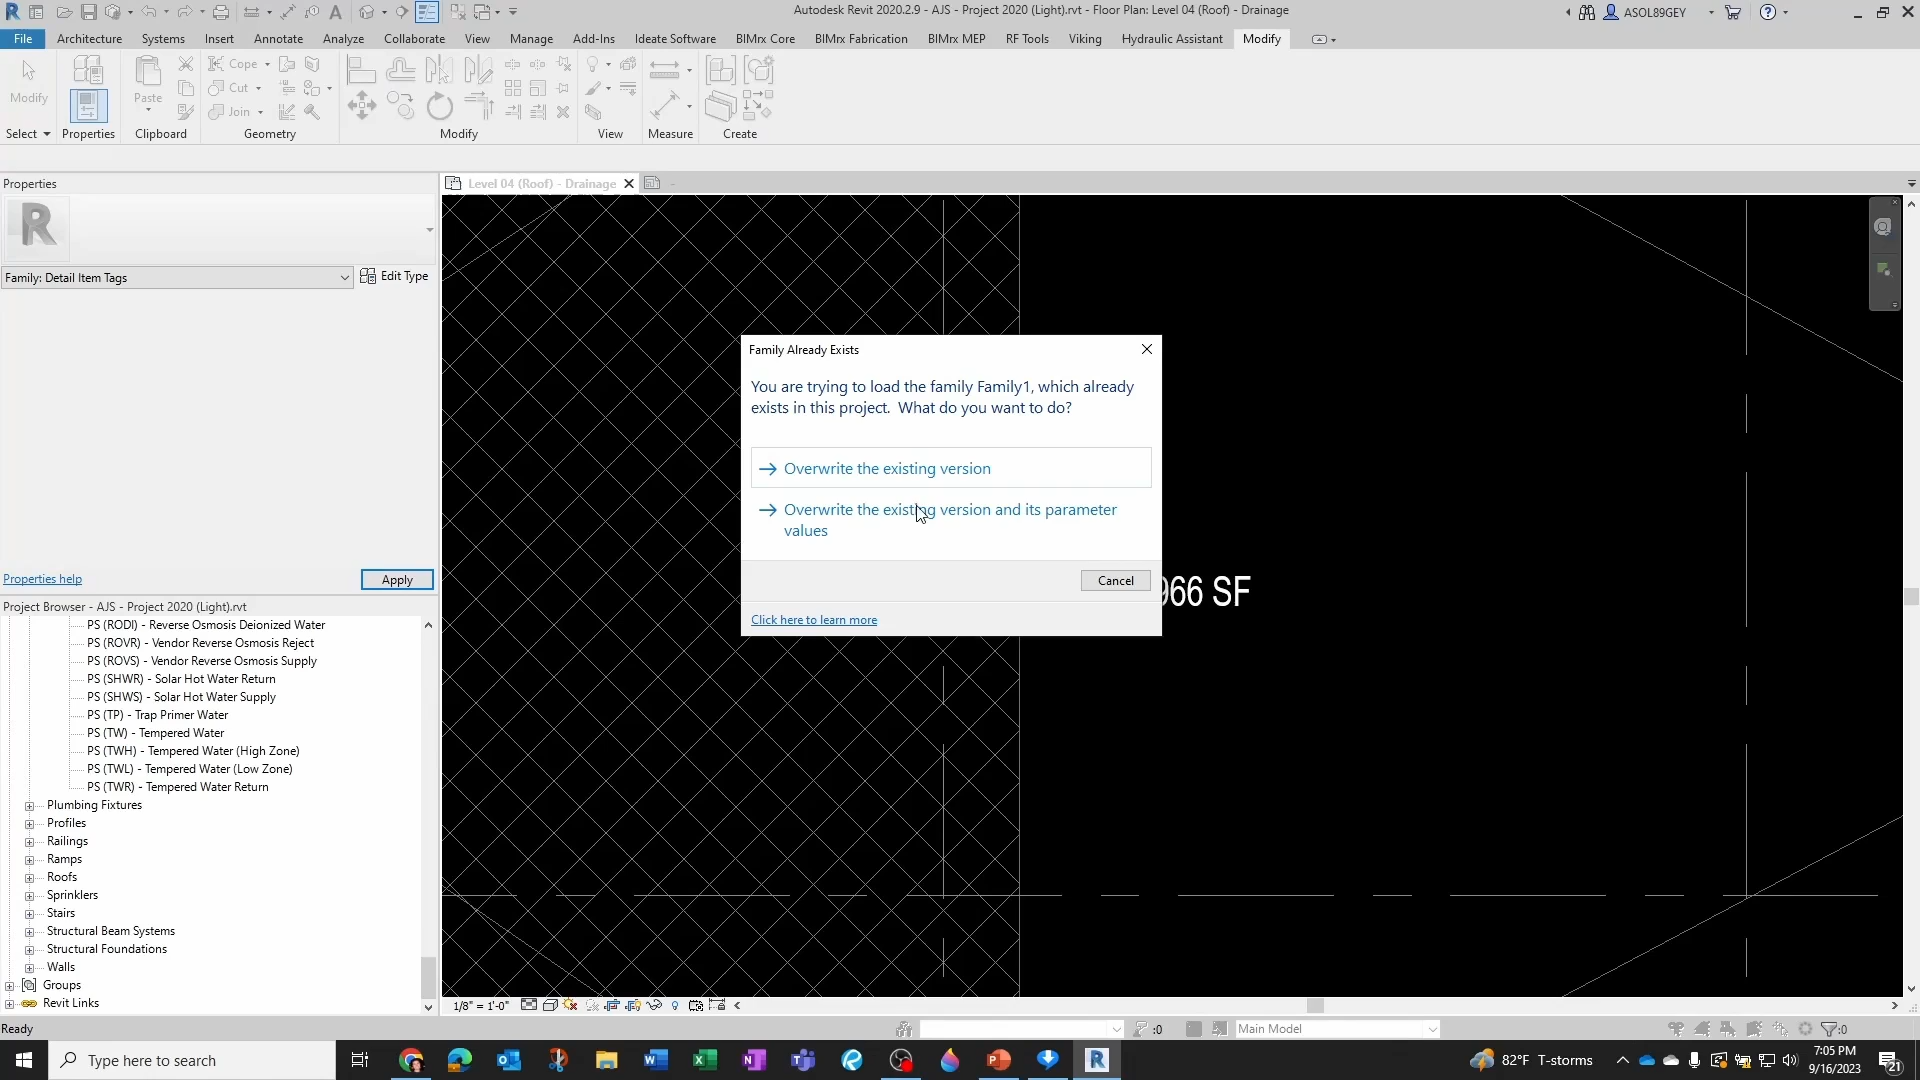 Autodesk Revit 2020.2.9 - AJS - Project 2020 (Light).rvt - Floor Plan: Level 04 (Roof) - Drainage
ASOL89GEY
File Architecture Systems Insert Annotate Analyze Collaborate View Manage Add-Ins Ideate Software BIMrx Core BIMrx Fabrication BIMrx MEP RF Tools Viking Hydraulic Assistant Modify
Modify
Paste
Cope
Cut
Join
Select Properties Clipboard Geometry Modify View Measure Create
Properties
Level 04 (Roof) - Drainage
Family: Detail Item Tags
Edit Type
Family Already Exists
You are trying to load the family Family1, which already
exists in this project. What do you want to do?
Overwrite the existing version
Overwrite the existing version and its parameter
values
Cancel
Click here to learn more
66 SF
Properties help
Apply
Project Browser - AJS - Project 2020 (Light).rvt
PS (RODI) - Reverse Osmosis Deionized Water
PS (ROVR) - Vendor Reverse Osmosis Reject
PS (ROVS) - Vendor Reverse Osmosis Supply
PS (SHWR) - Solar Hot Water Return
PS (SHWS) - Solar Hot Water Supply
PS (TP) - Trap Primer Water
PS (TW) - Tempered Water
PS (TWH) - Tempered Water (High Zone)
PS (TWL) - Tempered Water (Low Zone)
PS (TWR) - Tempered Water Return
Plumbing Fixtures
Profiles
Railings
Ramps
Roofs
Sprinklers
Stairs
Structural Beam Systems
Structural Foundations
Walls
Groups
Revit Links
1/8" = 1'-0"
Ready
:0
Main Model
:0
Type here to search
82°F T-storms
7:05 PM
9/16/2023
21